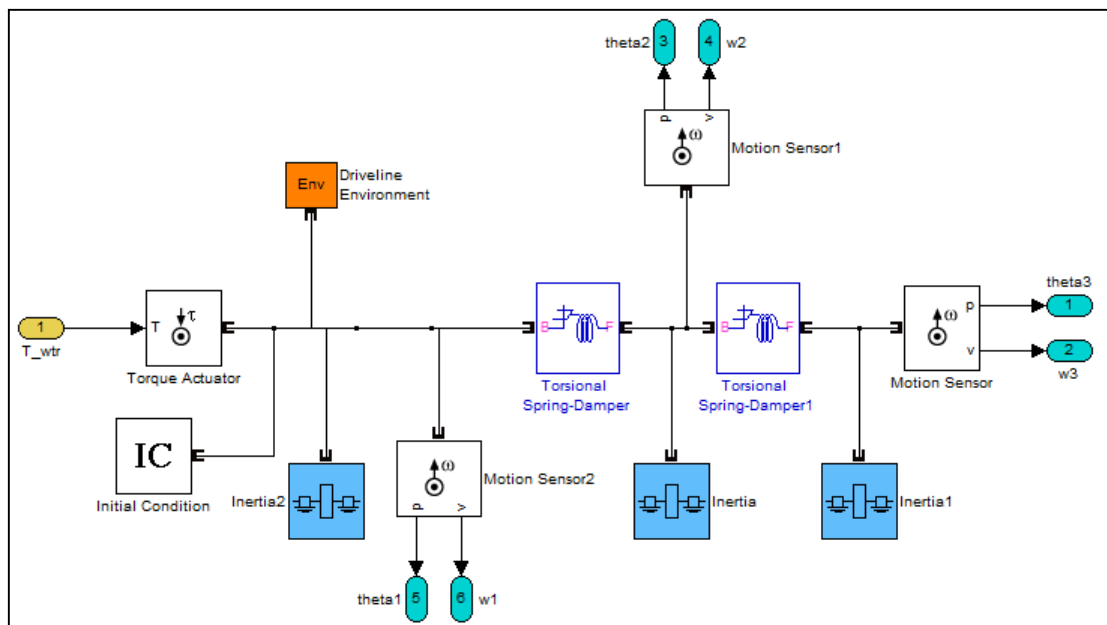 theta2 3 4 w2
p v
ω
Motion Sensor1
Env Driveline
Environment
theta3
1 T τ B F B F ω p 1
T_wtr v 2
w3
Torque Actuator Torsional
Spring-Damper Torsional
Spring-Damper1 Motion Sensor
IC
Initial Condition
Inertia2
ω Motion Sensor2
p v
Inertia
Inertia1
theta1 5 6 w1